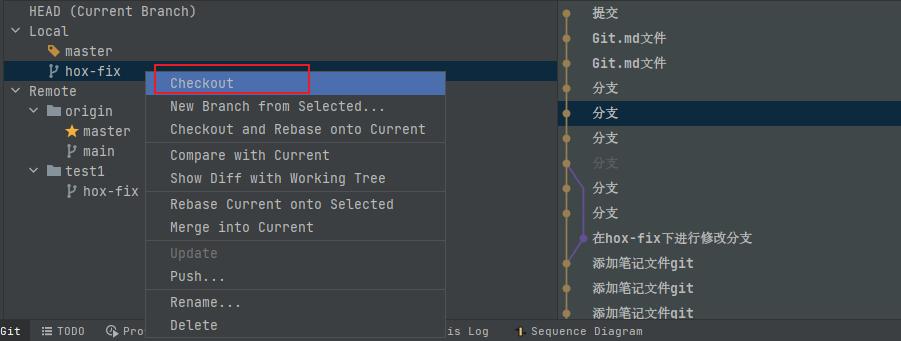 HEAD (Current Branch)
Local
master
hox-fix
Remote
origin
master
main
test1
hox-fix
Checkout
New Branch from Selected...
Checkout and Rebase onto Current
Compare with Current
Show Diff with Working Tree
Rebase Current onto Selected
Merge into Current
Update
Push...
Rename...
Delete
提交
Git.md文件
Git.md文件
分支
分支
分支
分支
分支
分支
在hox-fix下进行修改分支
添加笔记文件git
添加笔记文件git
添加笔记文件git
Git TODO Pro is Log Sequence Diagram